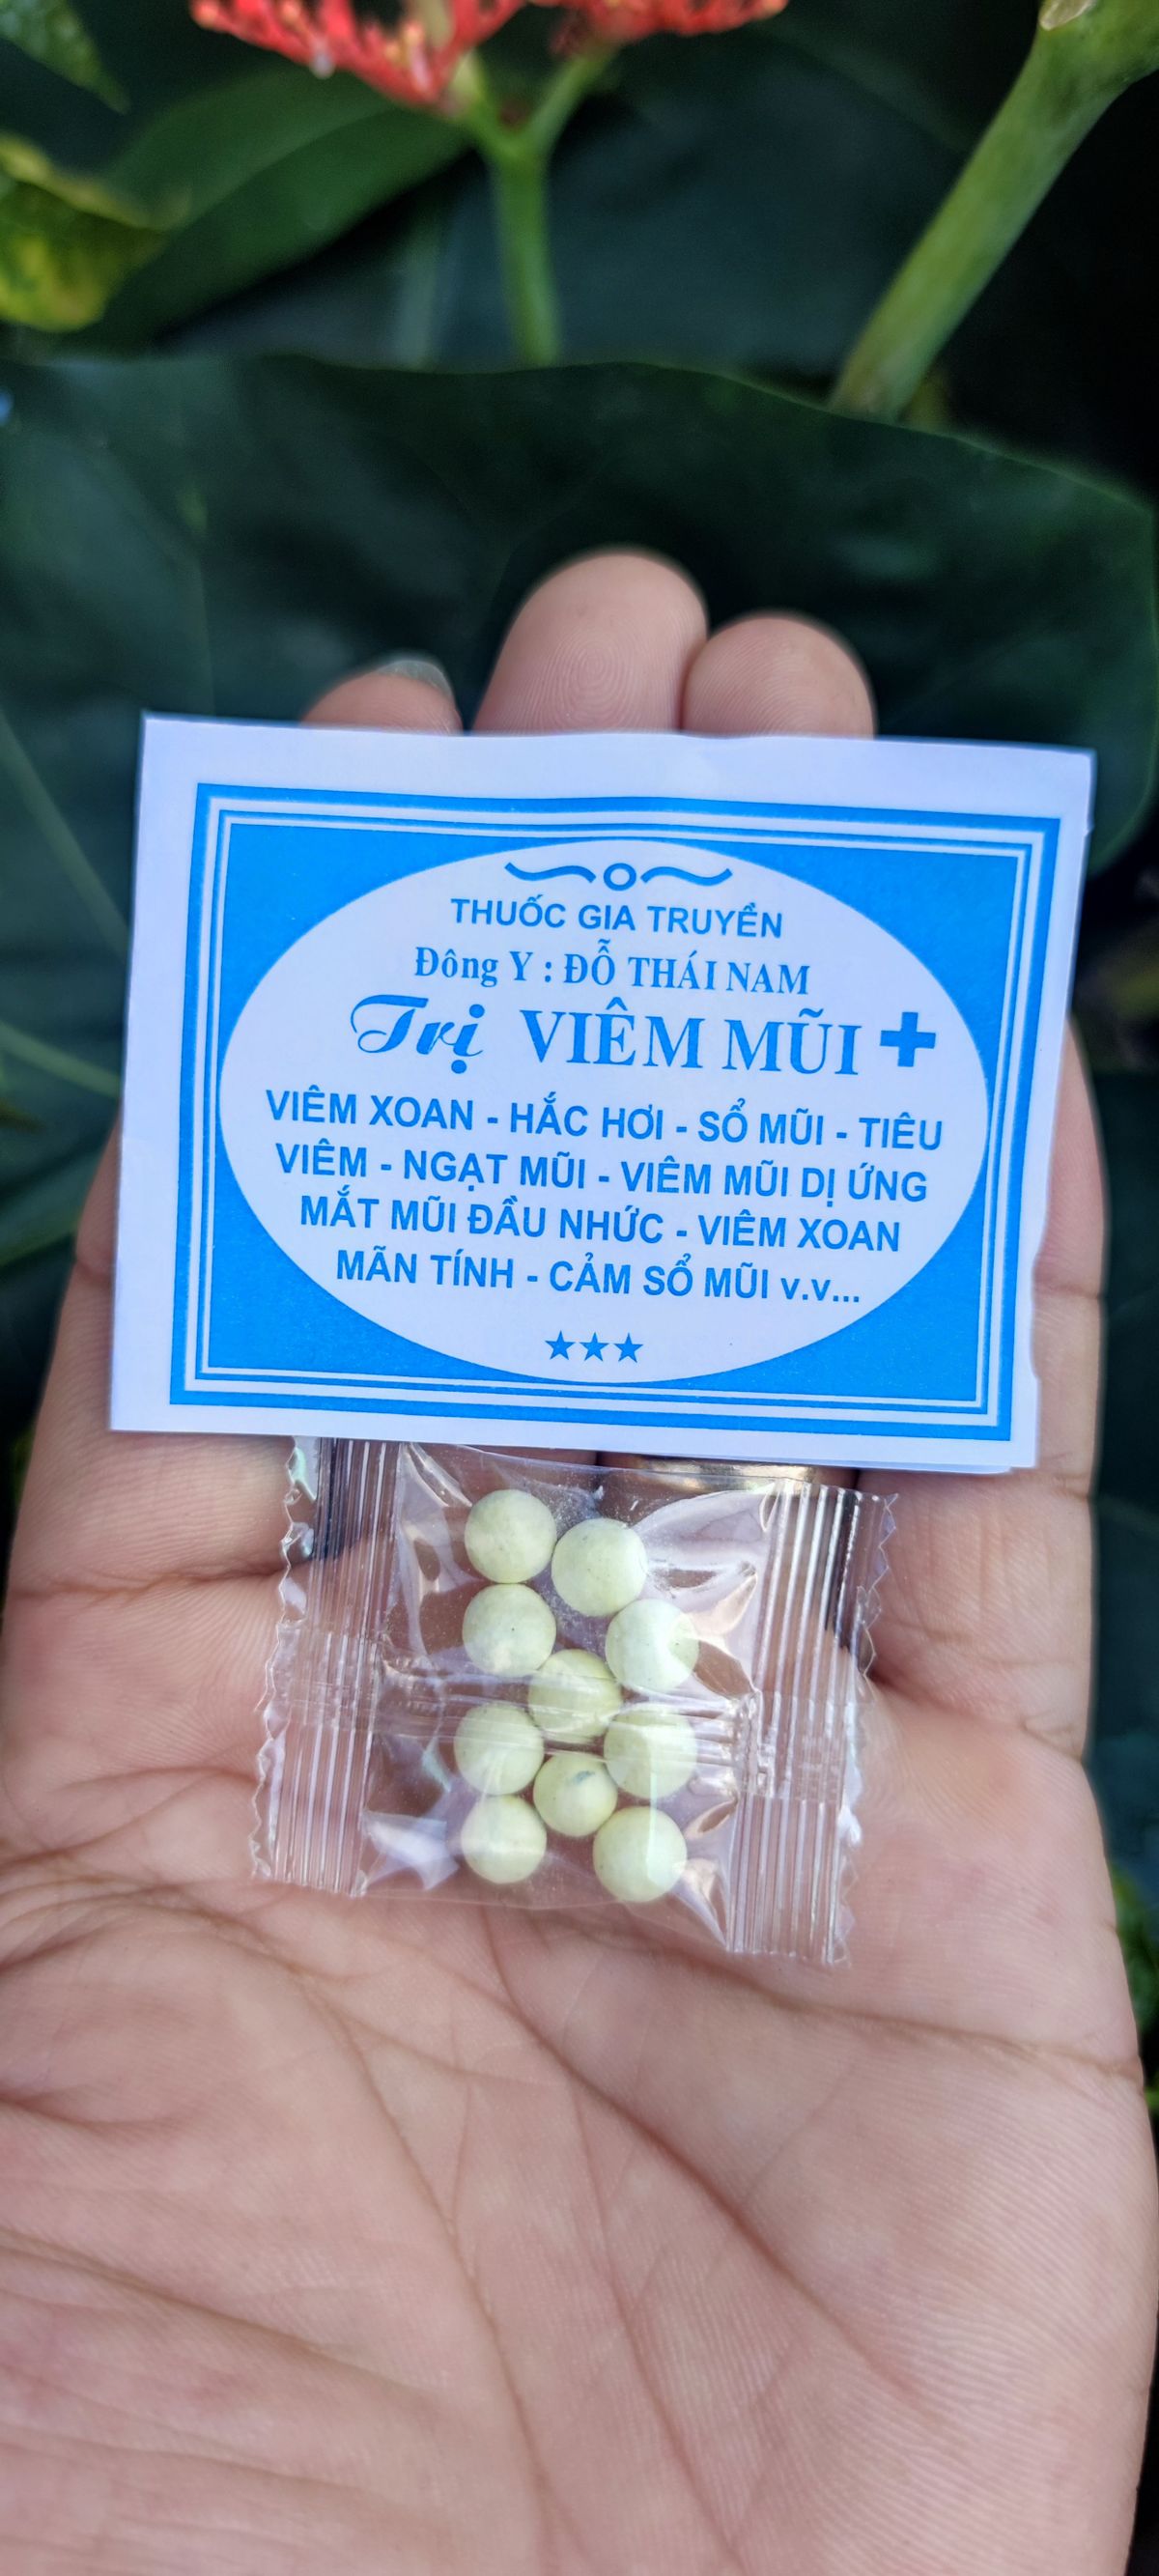 THUỐC GIA TRUYỀN
Đông Y : ĐỖ THÁI NAM
Trị VIÊM MŨI +
VIÊM XOAN - HẮC HƠI - SỔ MŨI - TIÊU
VIÊM - NGẠT MŨI - VIÊM MŨI DỊ ỨNG
MẮT MŨI ĐẦU NHỨC - VIÊM XOAN
MÃN TÍNH - CẢM SỔ MŨI v.v...